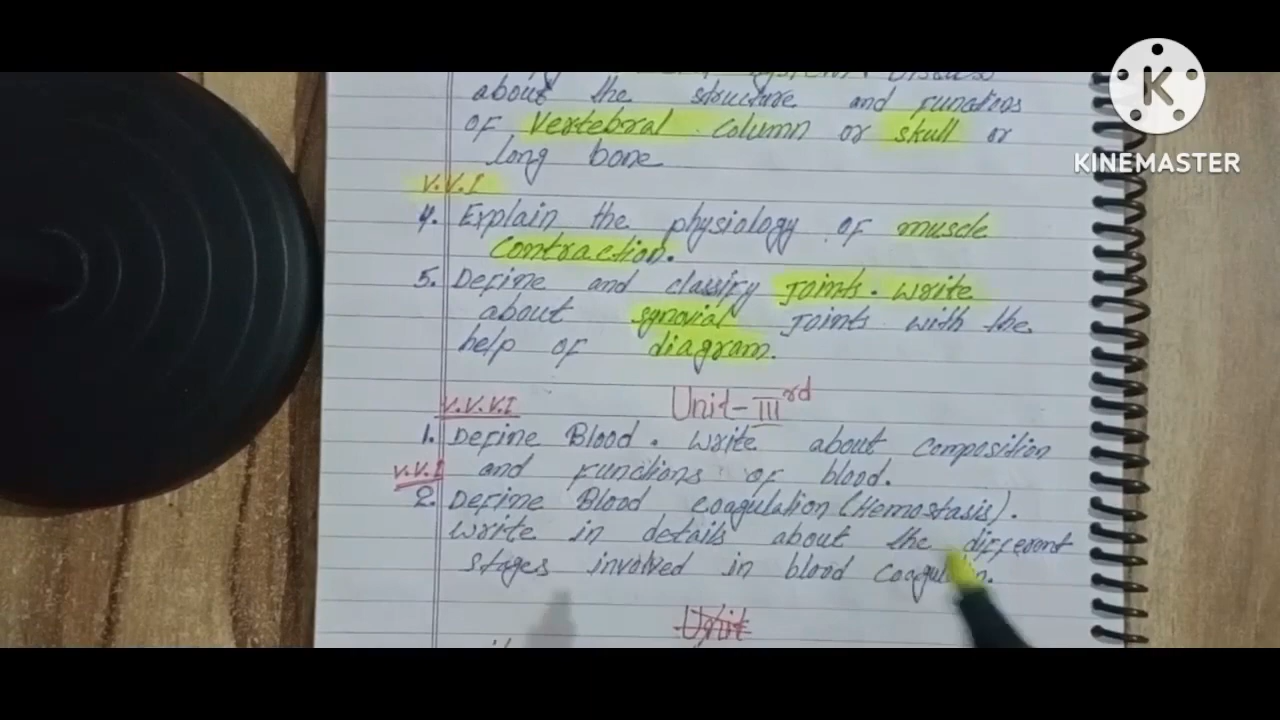 about the structure and functions
of Vertebral column or skull or
long bone
V.V.I
4. Explain the physiology of muscle
contraction.
5. Define and classify Joints. write
about synovial Joints with the
help of diagram.
V.V.V.I Unit-III rd
1. Define Blood. write about composition
V.V.I and functions of blood.
2. Define Blood coagulation (Hemostasis).
write in details about the different
stages involved in blood
Unit
K
KINEMASTER